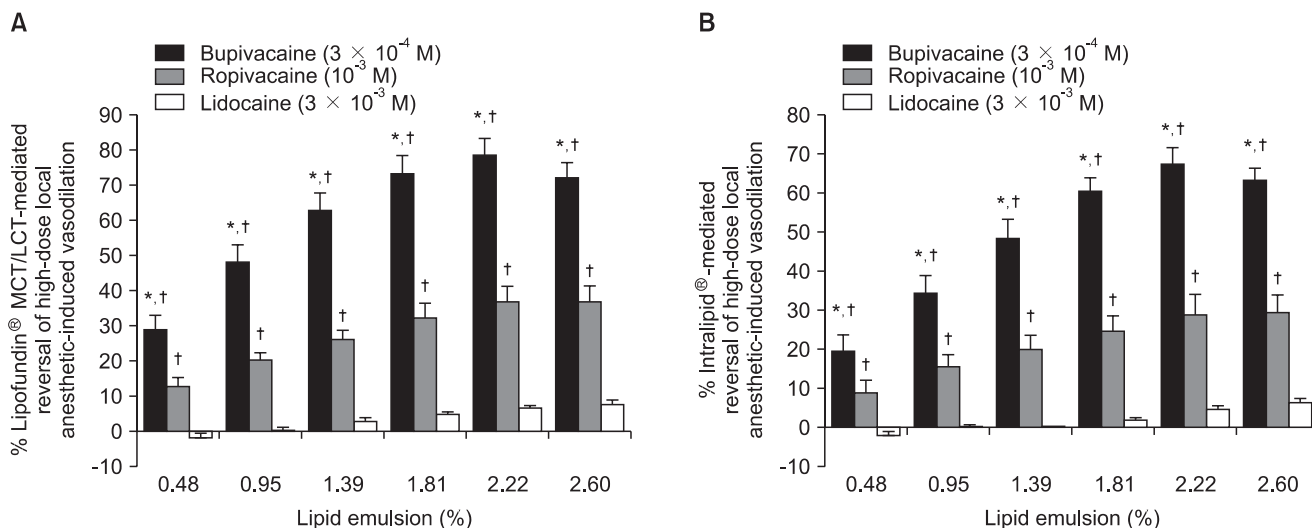 A
Bupivacaine (3 × 10⁻⁴ M)
Ropivacaine (10⁻³ M)
Lidocaine (3 × 10⁻³ M)
% Lipofundin® MCT/LCT-mediated
reversal of high-dose local
anesthetic-induced vasodilation
90
80
70
60
50
40
30
20
10
0
-10
*,†
†
*,†
†
*,†
†
*,†
†
*,†
†
*,†
†
0.48 0.95 1.39 1.81 2.22 2.60
Lipid emulsion (%)
B
Bupivacaine (3 × 10⁻⁴ M)
Ropivacaine (10⁻³ M)
Lidocaine (3 × 10⁻³ M)
% Intralipid®-mediated
reversal of high-dose local
anesthetic-induced vasodilation
80
70
60
50
40
30
20
10
0
-10
*,†
†
*,†
†
*,†
†
*,†
†
*,†
†
*,†
†
0.48 0.95 1.39 1.81 2.22 2.60
Lipid emulsion (%)